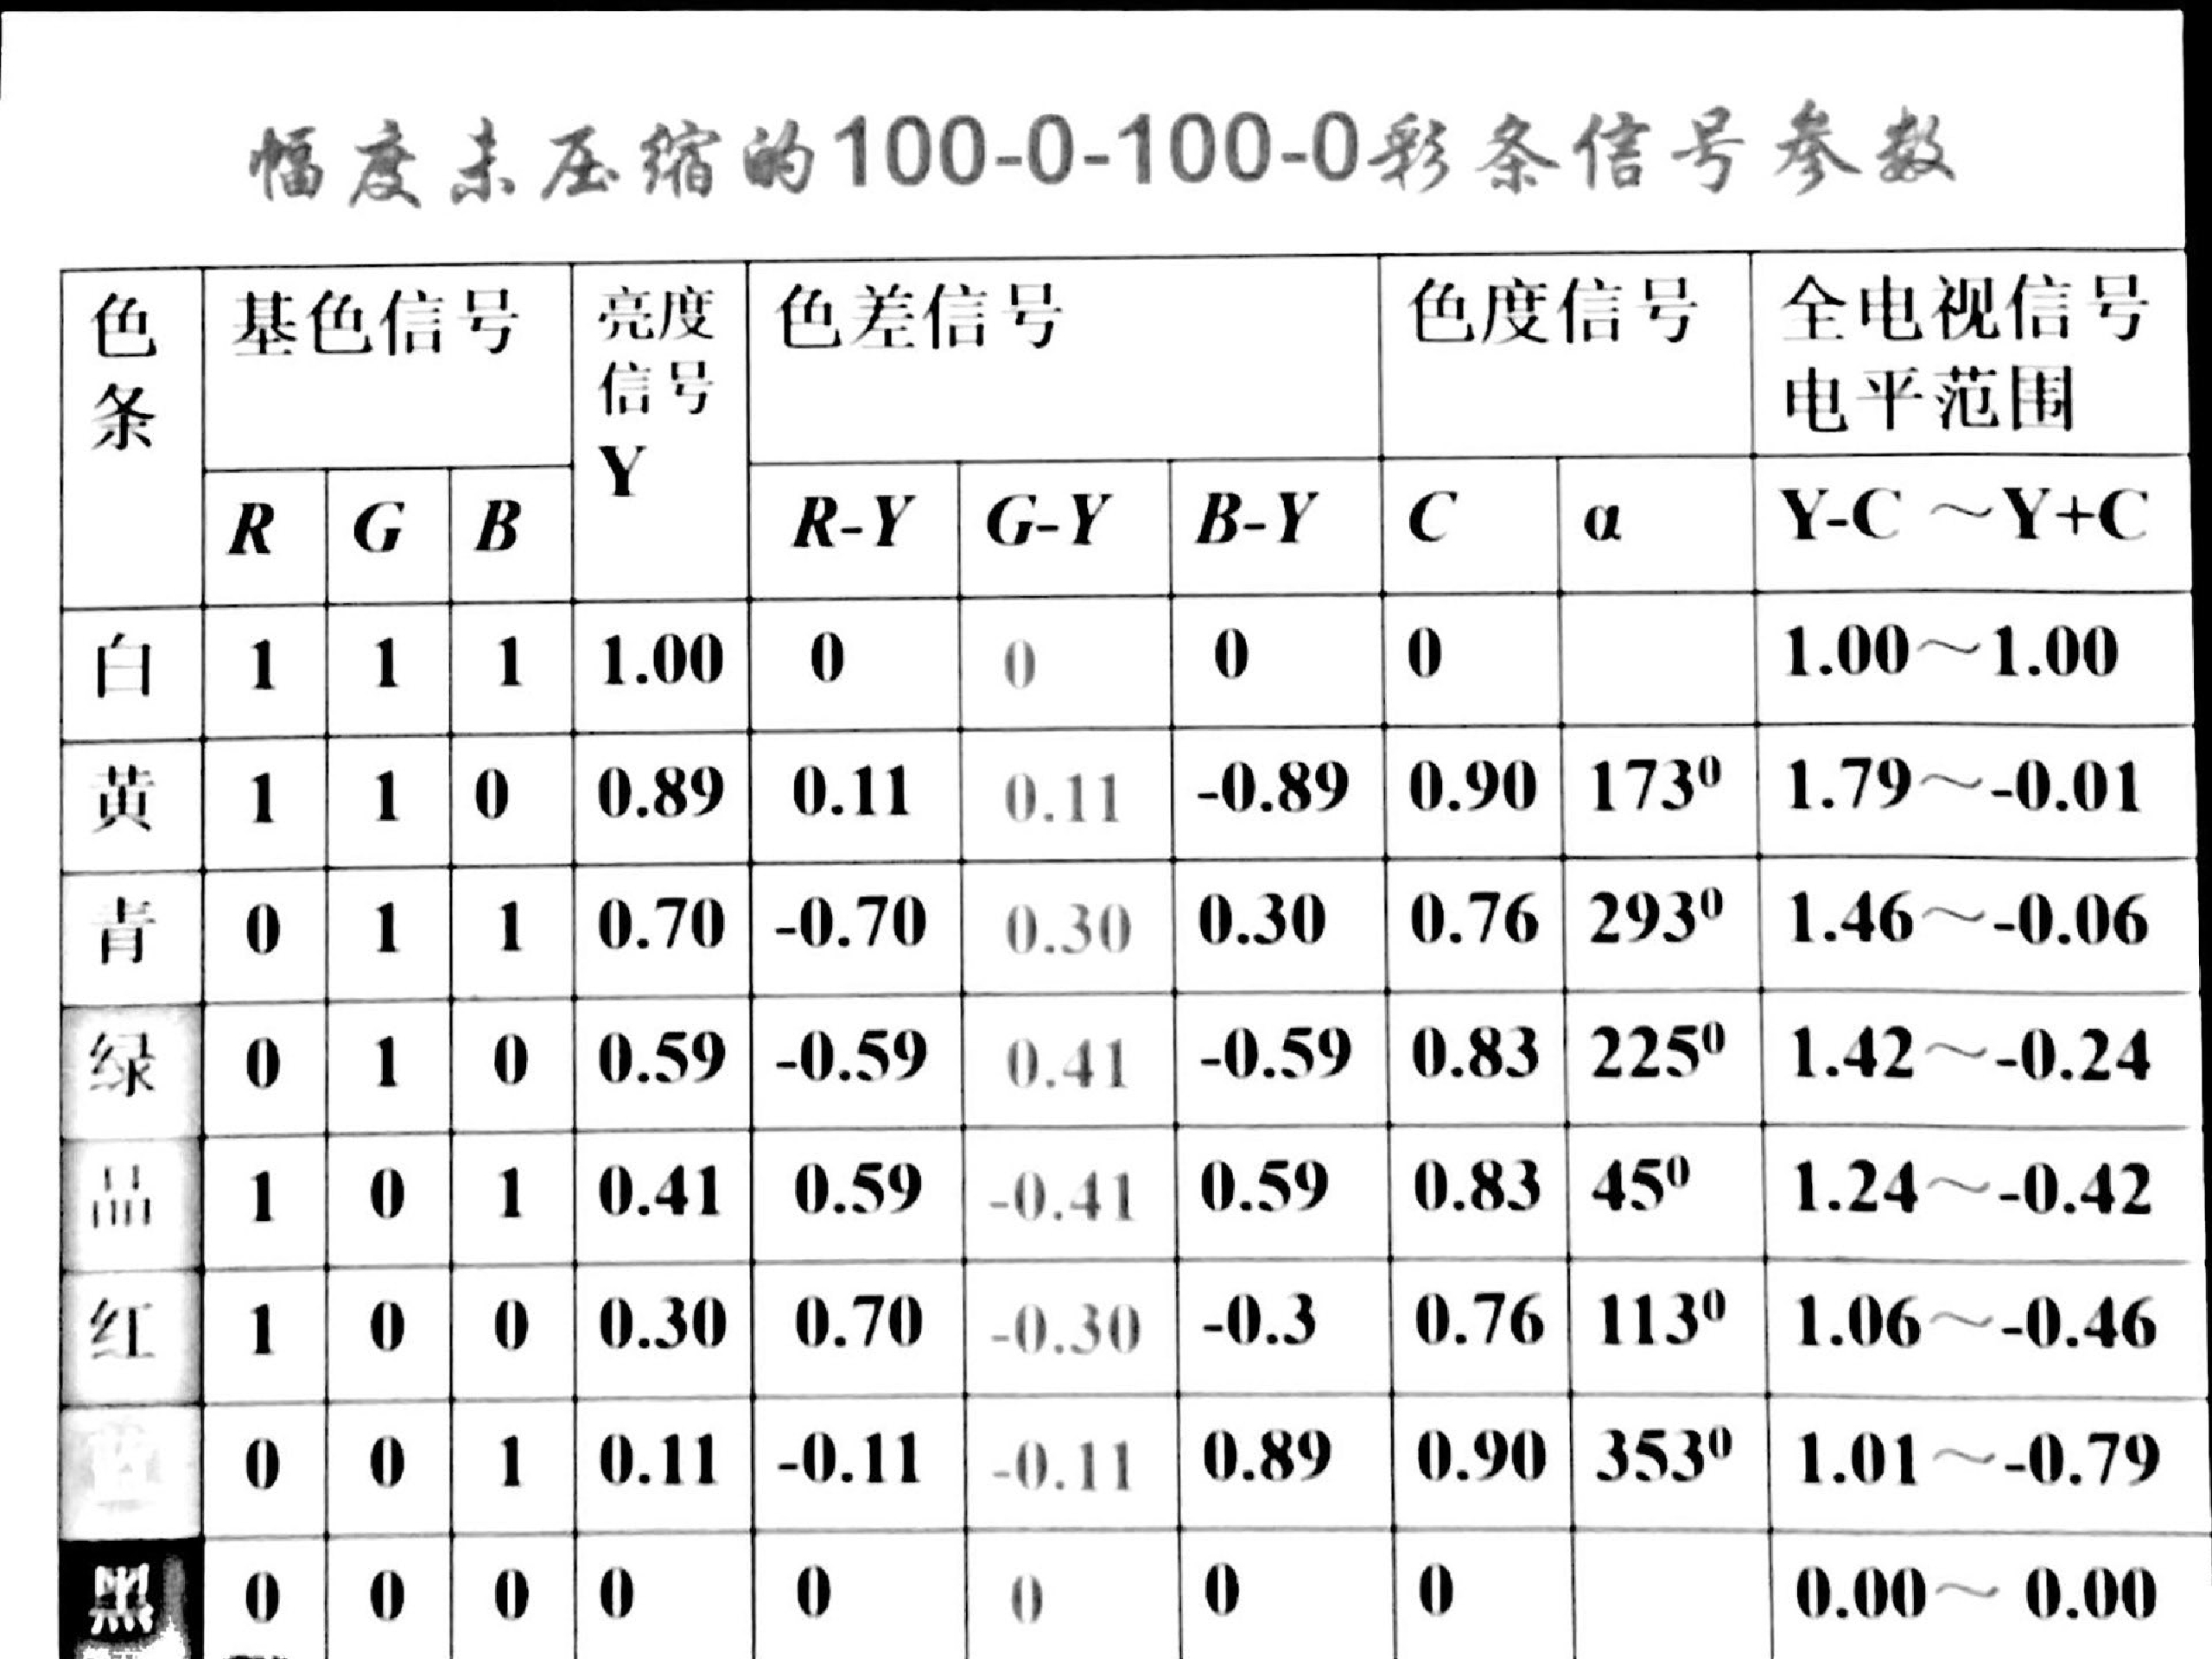 幅度未压缩的100-0-100-0彩条信号参数
色条 基色信号 亮度信号Y 色差信号 色度信号 全电视信号电平范围
R G B R-Y G-Y B-Y C α Y-C ～Y+C
白 1 1 1 1.00 0 0 0 0 1.00～1.00
黄 1 1 0 0.89 0.11 0.11 -0.89 0.90 173⁰ 1.79～-0.01
青 0 1 1 0.70 -0.70 0.30 0.30 0.76 293⁰ 1.46～-0.06
绿 0 1 0 0.59 -0.59 0.41 -0.59 0.83 225⁰ 1.42～-0.24
品 1 0 1 0.41 0.59 -0.41 0.59 0.83 45⁰ 1.24～-0.42
红 1 0 0 0.30 0.70 -0.30 -0.3 0.76 113⁰ 1.06～-0.46
0 0 1 0.11 -0.11 -0.11 0.89 0.90 353⁰ 1.01～-0.79
黑 0 0 0 0 0 0 0 0 0.00～ 0.00